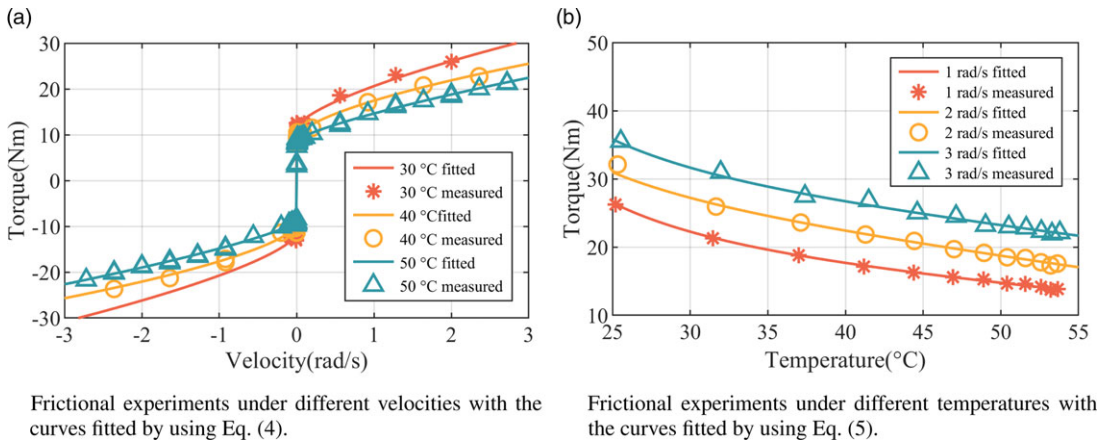 (a)
30
20
10
0
-10
-20
-30
Torque(Nm)
-3 -2 -1 0 1 2 3
Velocity(rad/s)
30 °C fitted
30 °C measured
40 °Cfitted
40 °C measured
50 °C fitted
50 °C measured
Frictional experiments under different velocities with the
curves fitted by using Eq. (4).
(b)
50
40
30
20
10
Torque(Nm)
25 30 35 40 45 50 55
Temperature(°C)
1 rad/s fitted
1 rad/s measured
2 rad/s fitted
2 rad/s measured
3 rad/s fitted
3 rad/s measured
Frictional experiments under different temperatures with
the curves fitted by using Eq. (5).